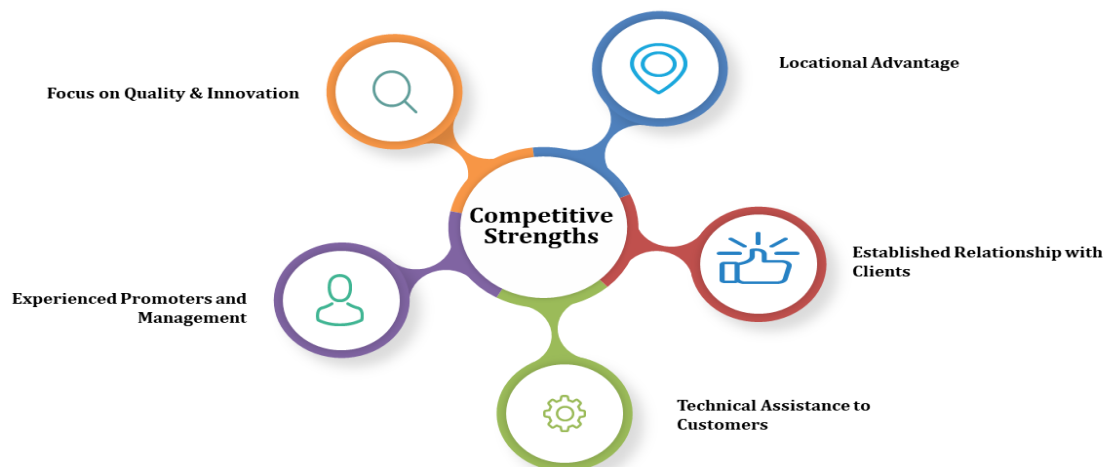 Locational Advantage
Focus on Quality & Innovation
Competitive
Strengths
Established Relationship with
Clients
Experienced Promoters and
Management
Technical Assistance to
Customers